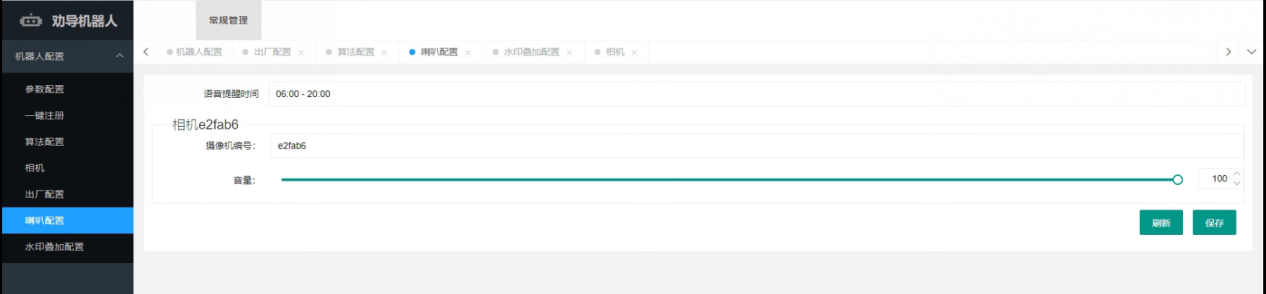 劝导机器人
常规管理
机器人配置
机器人配置 出厂配置 算法配置 喇叭配置 水印叠加配置 相机
参数配置
一键注册
算法配置
相机
出厂配置
喇叭配置
水印叠加配置
语音提醒时间 06:00 - 20:00
相机e2fab6
摄像机编号: e2fab6
音量: 100
刷新 保存